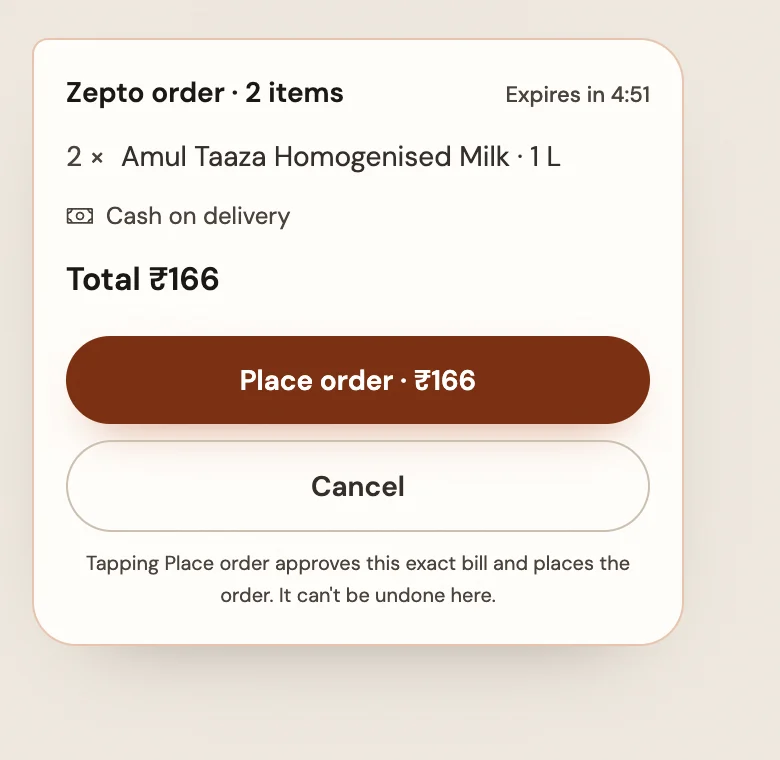 Zepto order · 2 items
Expires in 4:51
2 × Amul Taaza Homogenised Milk · 1 L
Cash on delivery
Total ₹166
Place order · ₹166
Cancel
Tapping Place order approves this exact bill and places the
order. It can't be undone here.